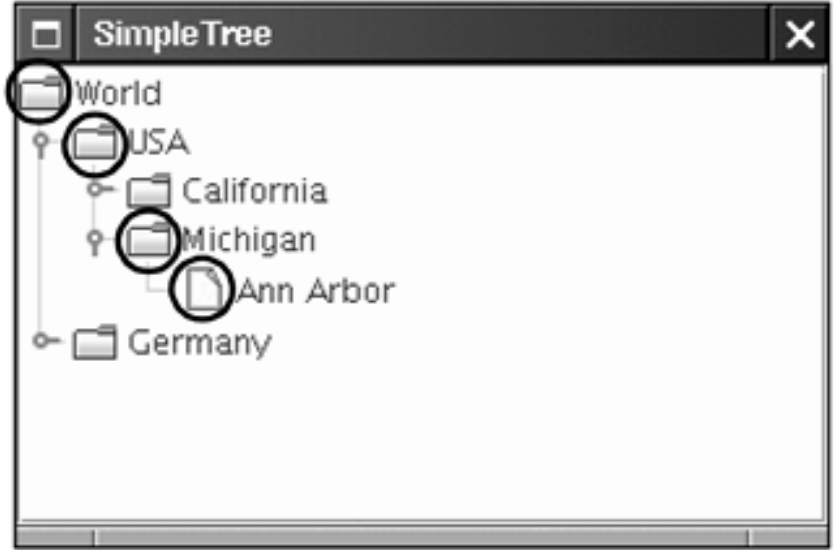 SimpleTree
World
USA
California
Michigan
Ann Arbor
Germany